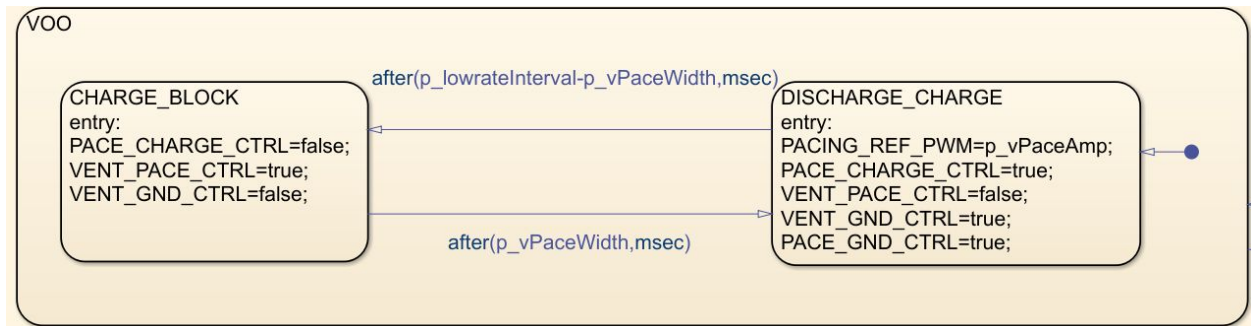 VOO
after(p_lowrateInterval-p_vPaceWidth,msec)
CHARGE_BLOCK
entry:
PACE_CHARGE_CTRL=false;
VENT_PACE_CTRL=true;
VENT_GND_CTRL=false;
DISCHARGE_CHARGE
entry:
PACING_REF_PWM=p_vPaceAmp;
PACE_CHARGE_CTRL=true;
VENT_PACE_CTRL=false;
VENT_GND_CTRL=true;
PACE_GND_CTRL=true;
after(p_vPaceWidth,msec)